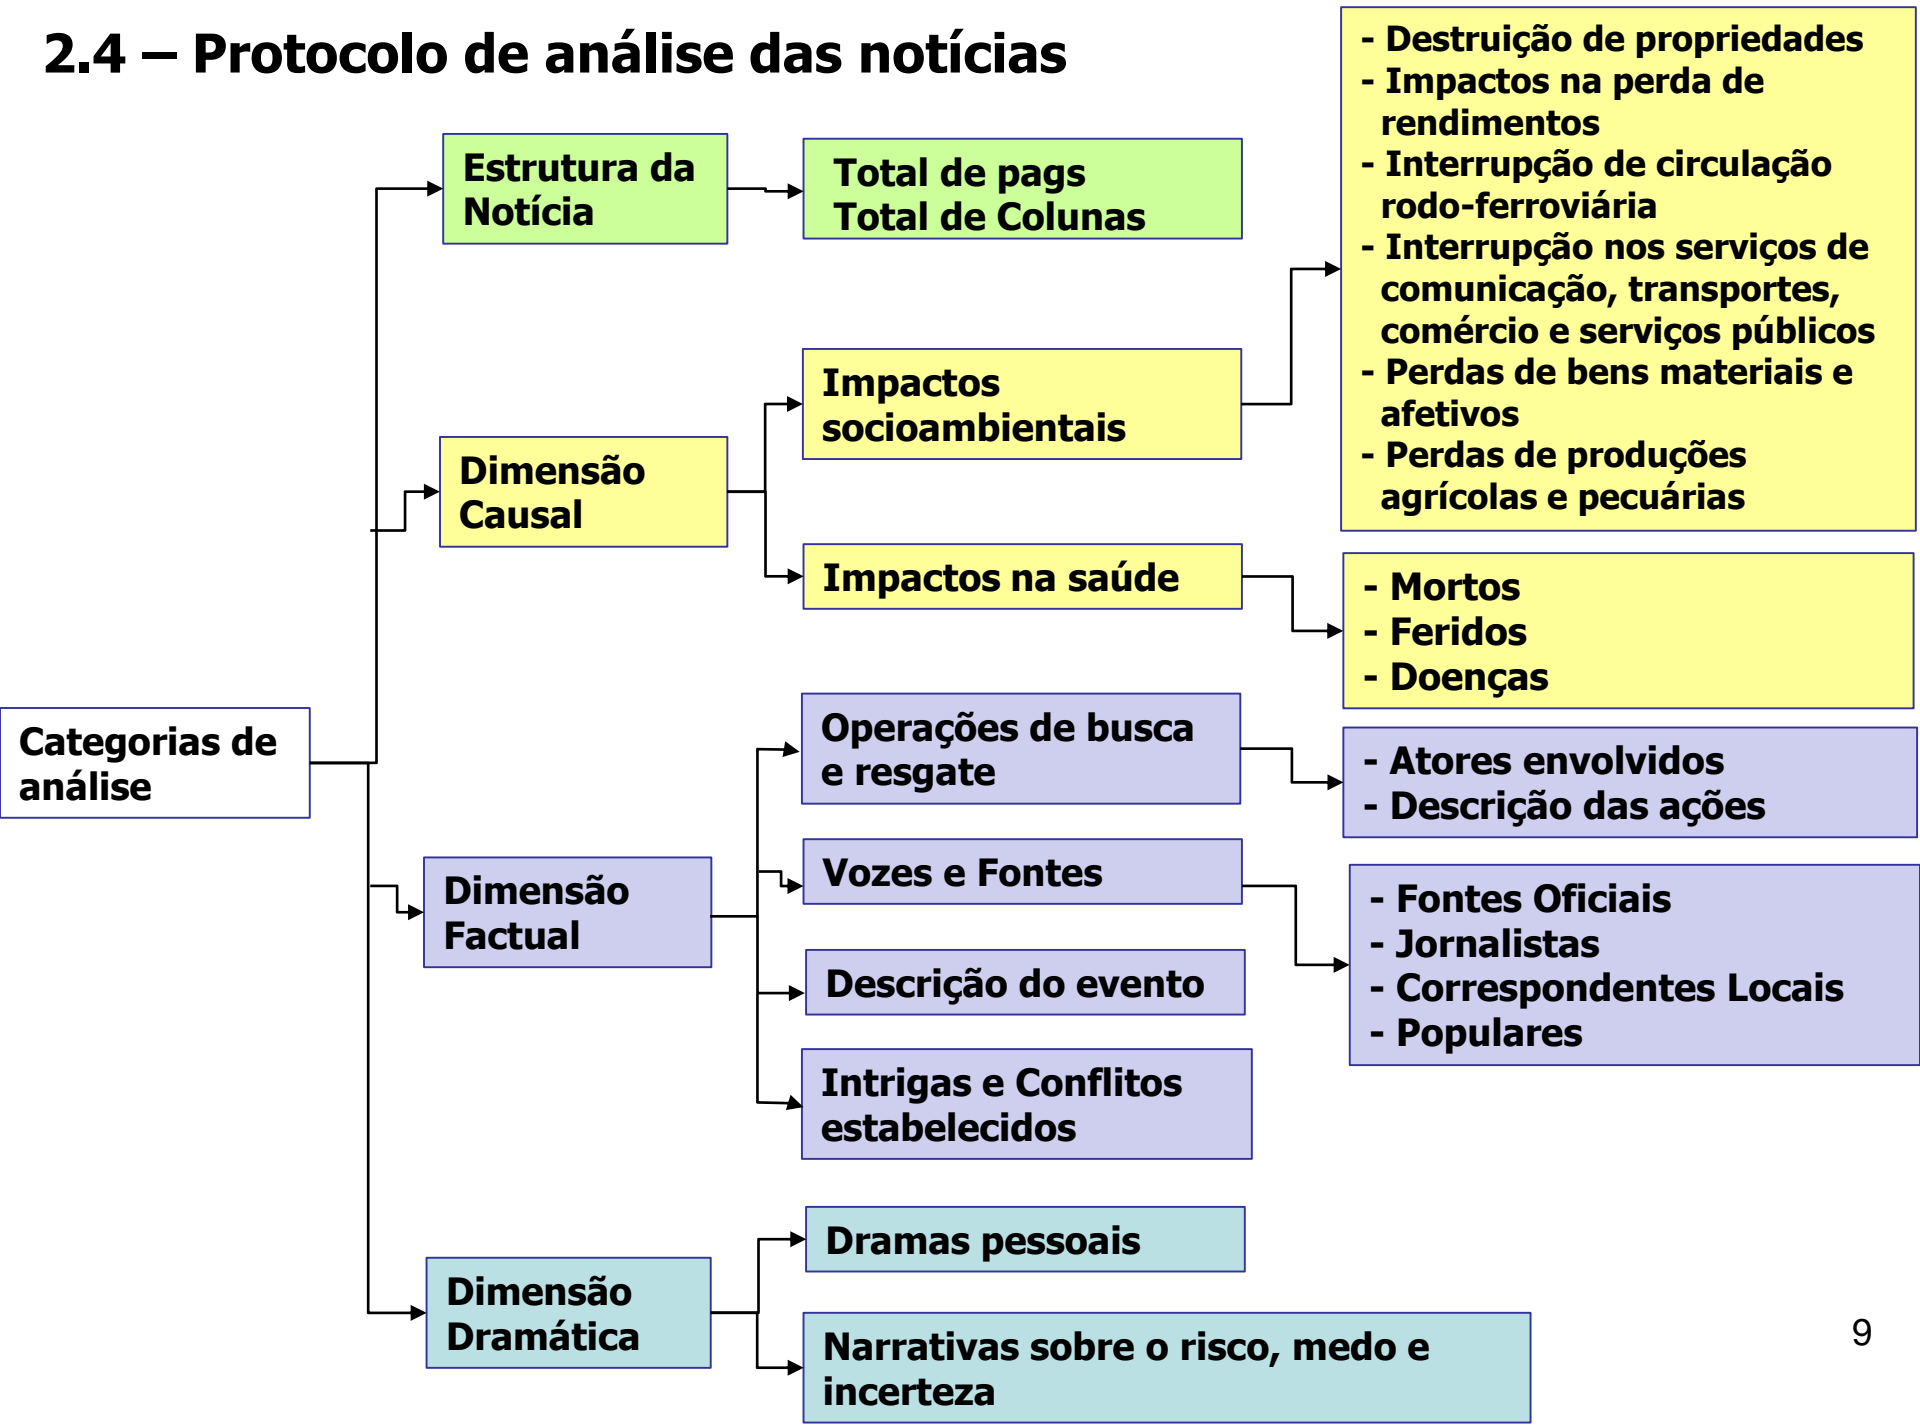 2.4 – Protocolo de análise das notícias
Categorias de
análise
Estrutura da
Notícia
Total de pags
Total de Colunas
Dimensão
Causal
Impactos
socioambientais
- Destruição de propriedades
- Impactos na perda de
rendimentos
- Interrupção de circulação
rodo-ferroviária
- Interrupção nos serviços de
comunicação, transportes,
comércio e serviços públicos
- Perdas de bens materiais e
afetivos
- Perdas de produções
agrícolas e pecuárias
Impactos na saúde
- Mortos
- Feridos
- Doenças
Dimensão
Factual
Operações de busca
e resgate
- Atores envolvidos
- Descrição das ações
Vozes e Fontes
- Fontes Oficiais
- Jornalistas
- Correspondentes Locais
- Populares
Descrição do evento
Intrigas e Conflitos
estabelecidos
Dimensão
Dramática
Dramas pessoais
Narrativas sobre o risco, medo e
incerteza
9